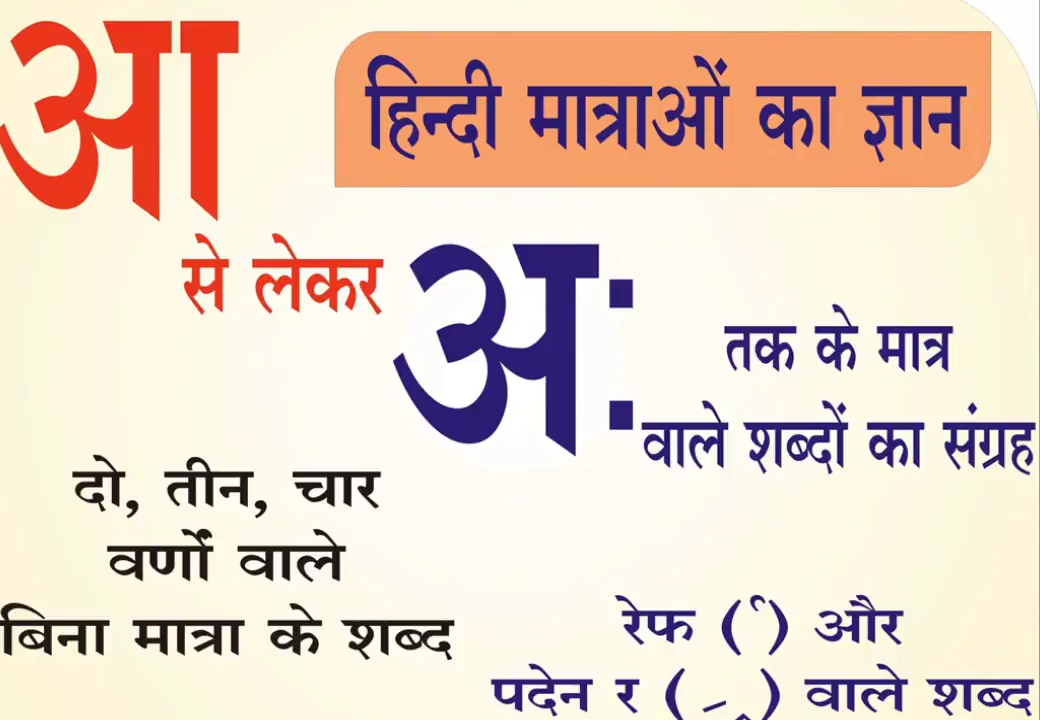 आ
हिन्दी मात्राओं का ज्ञान
से लेकर
अः
तक के मात्र
वाले शब्दों का संग्रह
दो, तीन, चार
वर्णों वाले
बिना मात्रा के शब्द
रेफ (र्) और
पदेन र ( ्र ) वाले शब्द